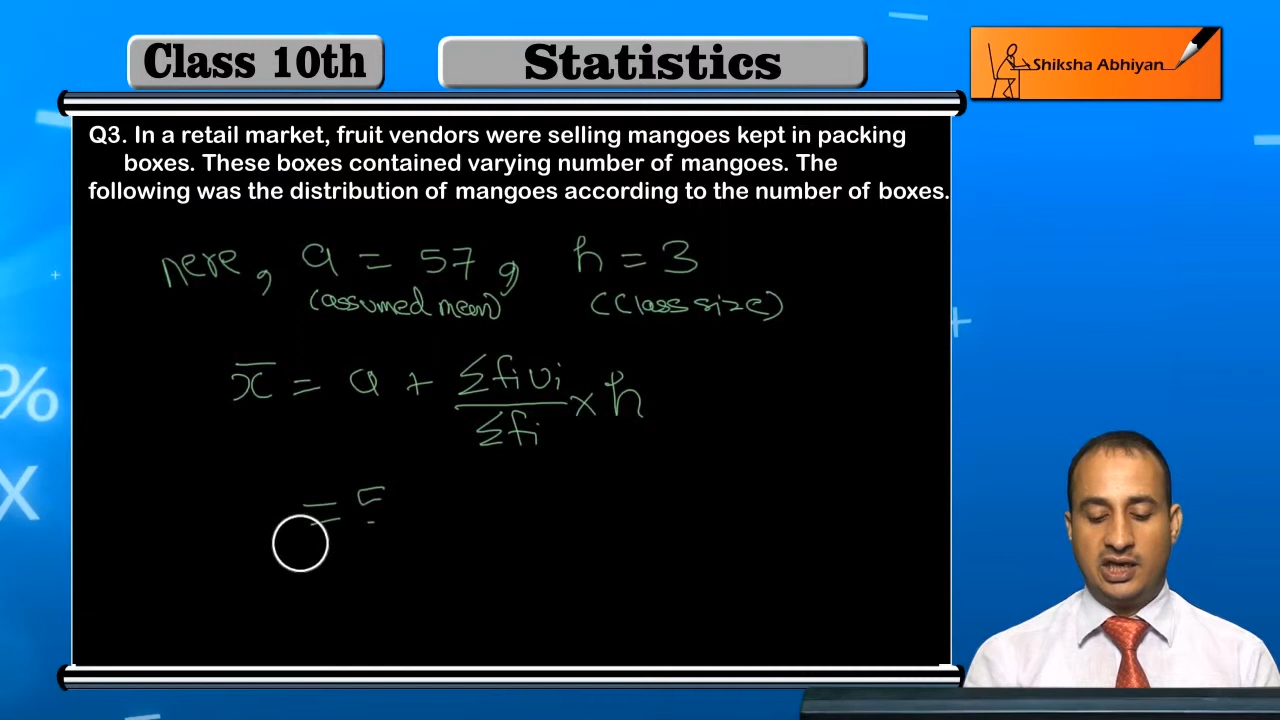 Class 10th
Statistics
Shiksha Abhiyan
Q3. In a retail market, fruit vendors were selling mangoes kept in packing
boxes. These boxes contained varying number of mangoes. The
following was the distribution of mangoes according to the number of boxes.
here, a = 57, h = 3
(assumed mean) (Class size)
x̄ = a + Σfiui/Σfi × h
= 5
%
X